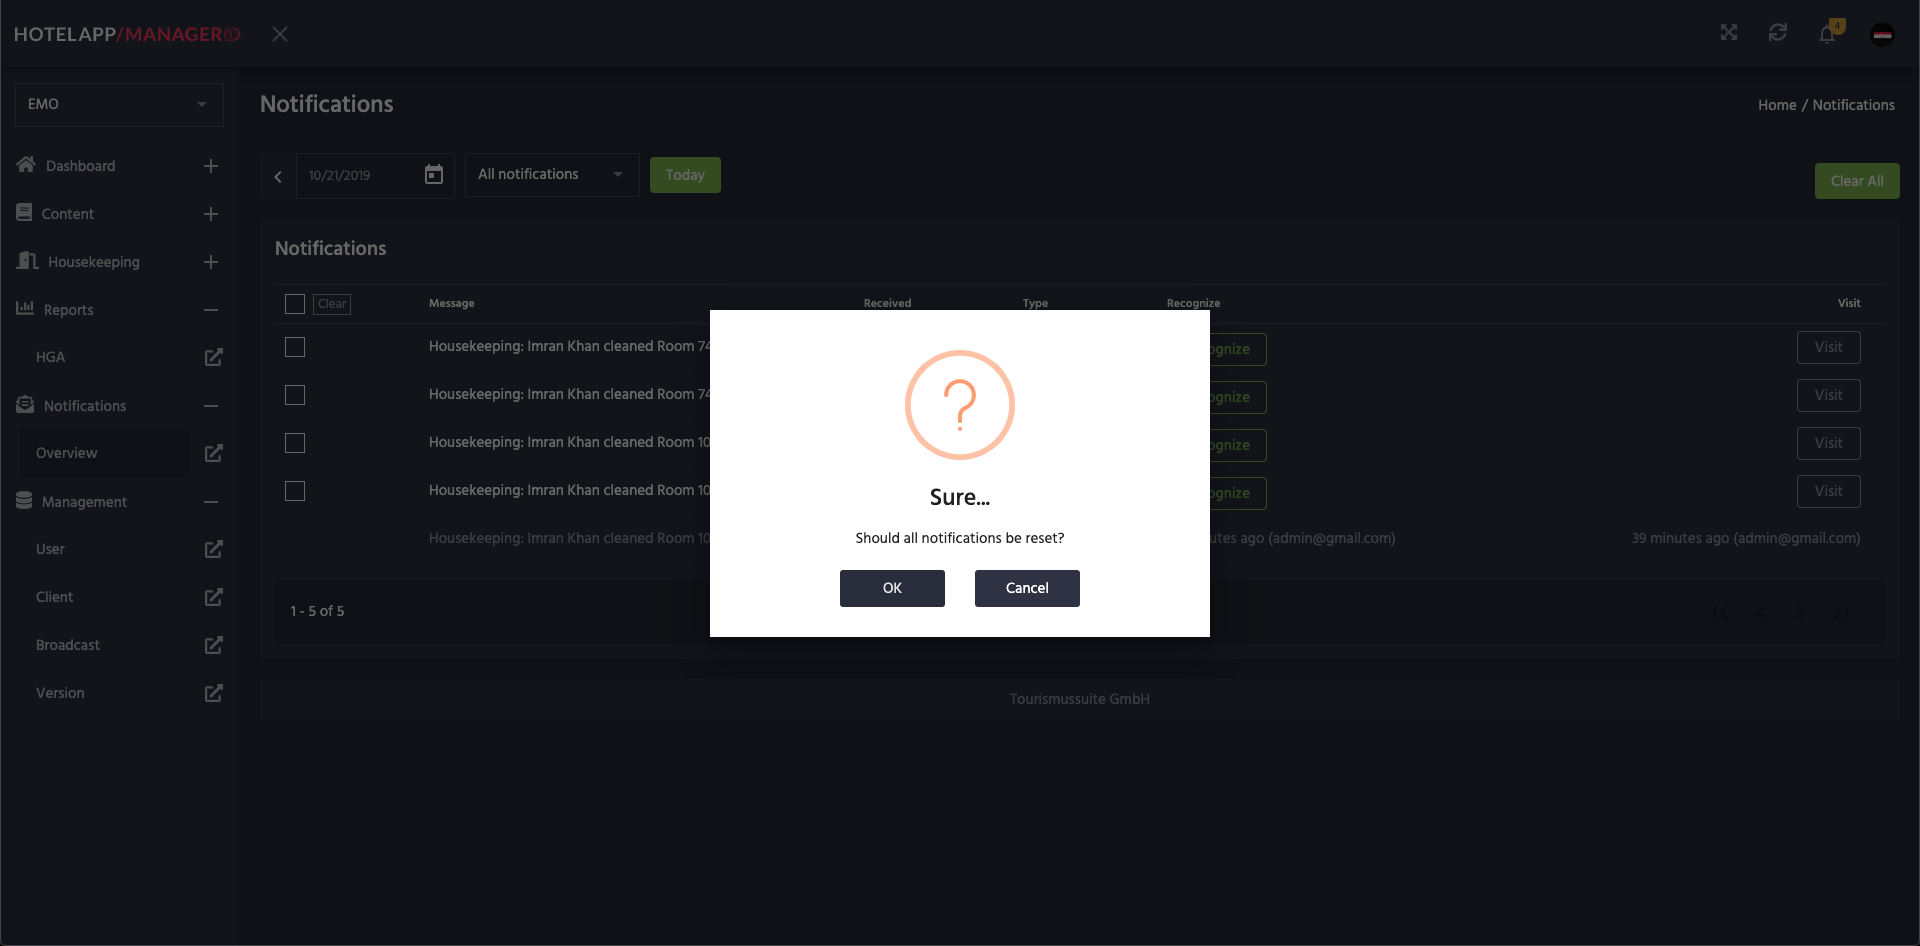 HOTELAPP/MANAGER
4
EMO
Notifications
Home / Notifications
Dashboard
Content
Housekeeping
Reports
HGA
Notifications
Overview
Management
User
Client
Broadcast
Version
10/21/2019
All notifications
Today
Clear All
Notifications
Clear
Message
Received
Type
Recognize
Visit
Housekeeping: Imran Khan cleaned Room 74
ognize
Visit
Housekeeping: Imran Khan cleaned Room 74
ognize
Visit
Housekeeping: Imran Khan cleaned Room 10
ognize
Visit
Housekeeping: Imran Khan cleaned Room 10
ognize
Visit
Housekeeping: Imran Khan cleaned Room 10
utes ago (admin@gmail.com)
39 minutes ago (admin@gmail.com)
?
Sure...
Should all notifications be reset?
OK
Cancel
1 - 5 of 5
Tourismussuite GmbH